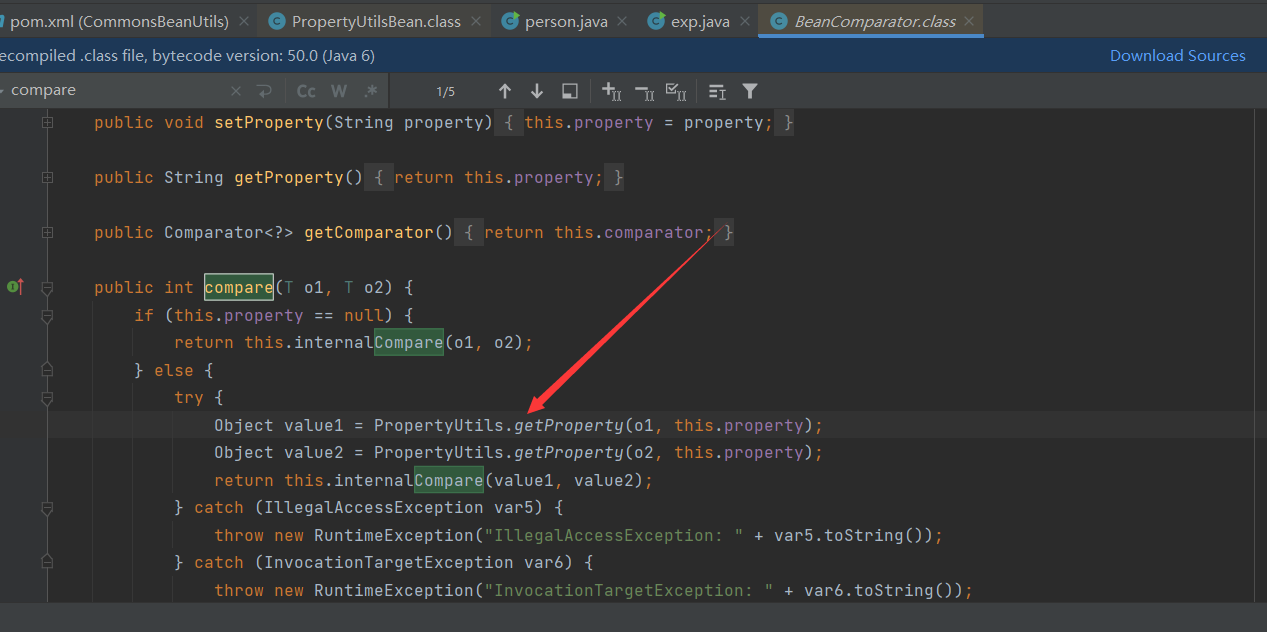 pom.xml (CommonsBeanUtils) PropertyUtilsBean.class person.java exp.java BeanComparator.class
ecompiled .class file, bytecode version: 50.0 (Java 6) Download Sources
compare Cc W .* 1/5
public void setProperty(String property) { this.property = property; }
public String getProperty() { return this.property; }
public Comparator<?> getComparator() { return this.comparator; }
public int compare(T o1, T o2) {
if (this.property == null) {
return this.internalCompare(o1, o2);
} else {
try {
Object value1 = PropertyUtils.getProperty(o1, this.property);
Object value2 = PropertyUtils.getProperty(o2, this.property);
return this.internalCompare(value1, value2);
} catch (IllegalAccessException var5) {
throw new RuntimeException("IllegalAccessException: " + var5.toString());
} catch (InvocationTargetException var6) {
throw new RuntimeException("InvocationTargetException: " + var6.toString());